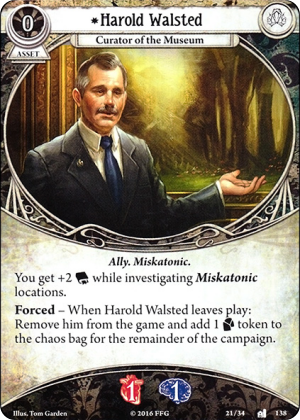 0
*Harold Walsted
ASSET
Curator of the Museum
Ally. Miskatonic.
You get +2 while investigating Miskatonic
locations.
Forced – When Harold Walsted leaves play:
Remove him from the game and add 1 token to
the chaos bag for the remainder of the campaign.
1 1
Illus. Tom Garden © 2016 FFG 21/34 138